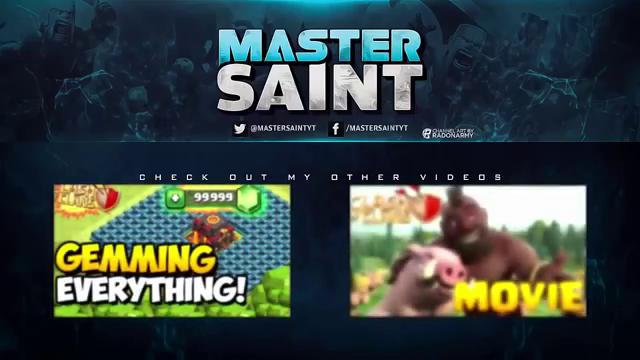 MASTER
SAINT
@MASTERSAINTYT
/MASTERSAINTYT
CHANNEL ART BY
RADONARMY
CHECK OUT MY OTHER VIDEOS
99999
GEMMING
EVERYTHING!
MOVIE